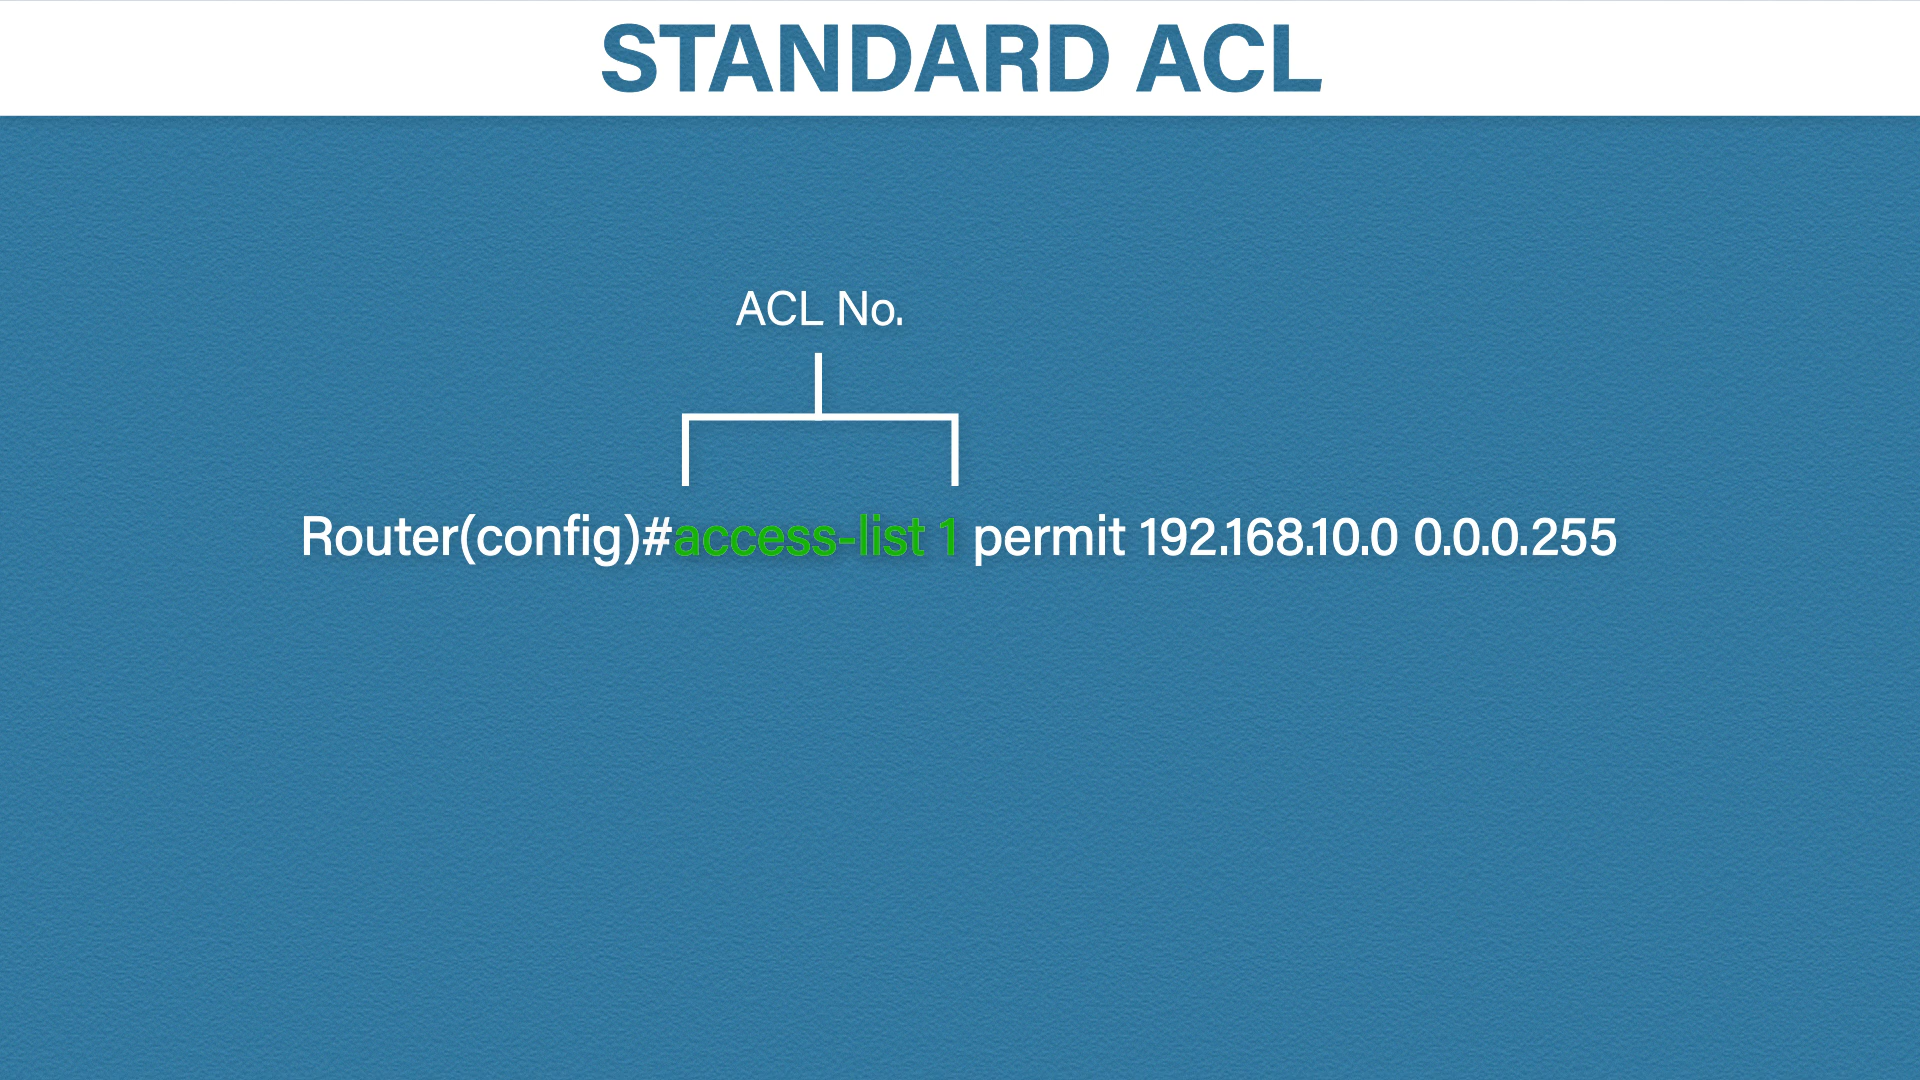 STANDARD ACL
ACL No.
Router(config)#access-list 1 permit 192.168.10.0 0.0.0.255